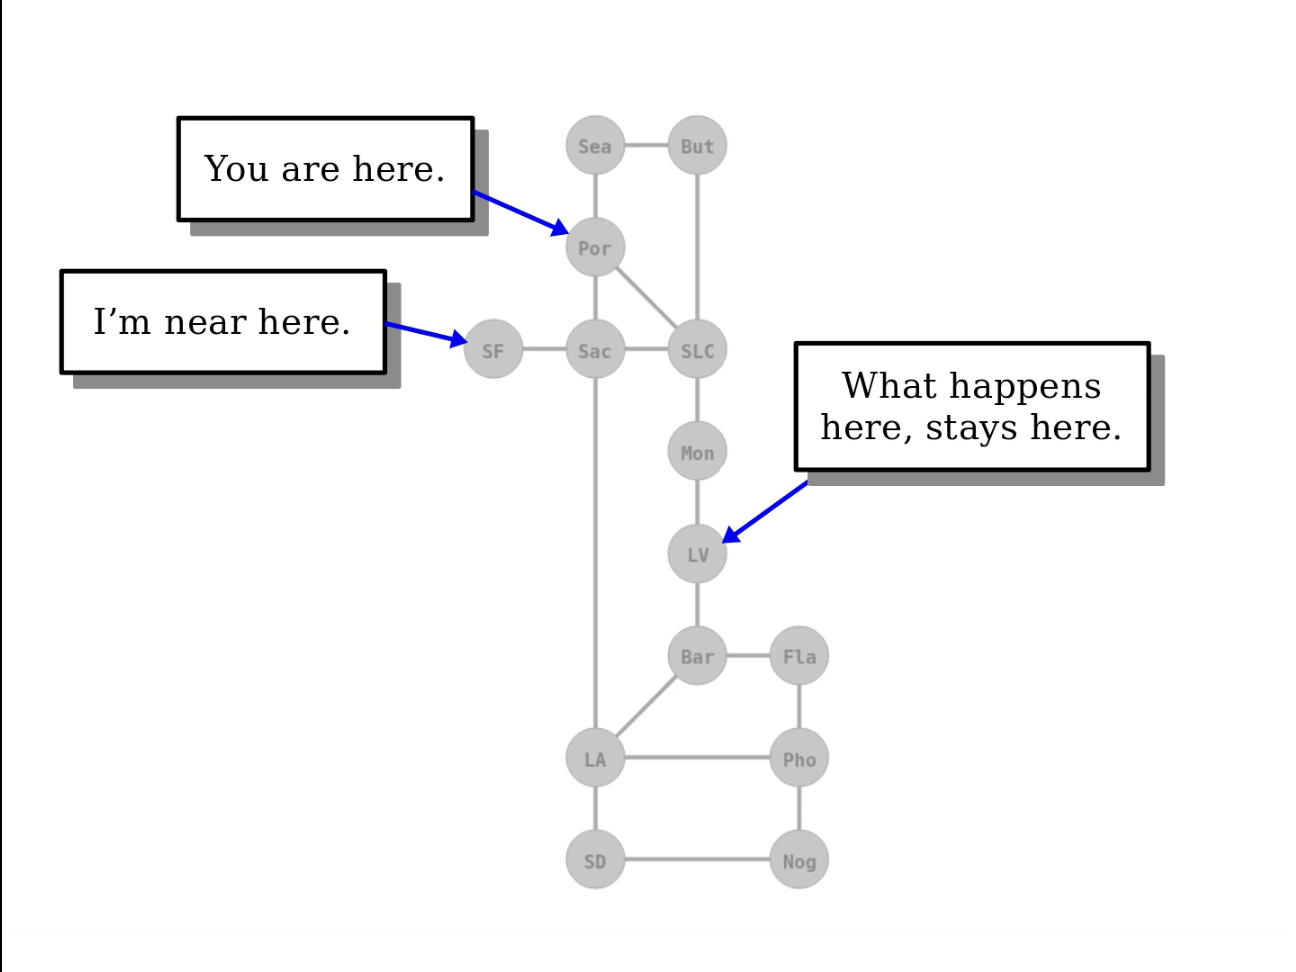 You are here.
I’m near here.
What happens
here, stays here.
Sea
But
Por
SF
Sac
SLC
Mon
LV
Bar
Fla
LA
Pho
SD
Nog